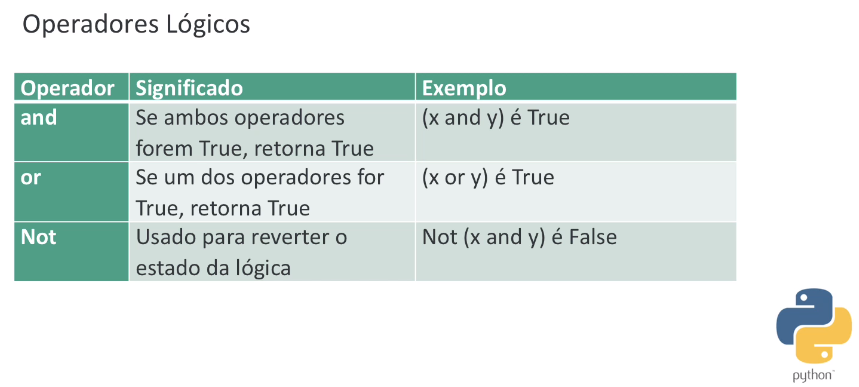 Operadores Lógicos
Operador Significado Exemplo
and Se ambos operadores (x and y) é True
forem True, retorna True
or Se um dos operadores for (x or y) é True
True, retorna True
Not Usado para reverter o Not (x and y) é False
estado da lógica
python™